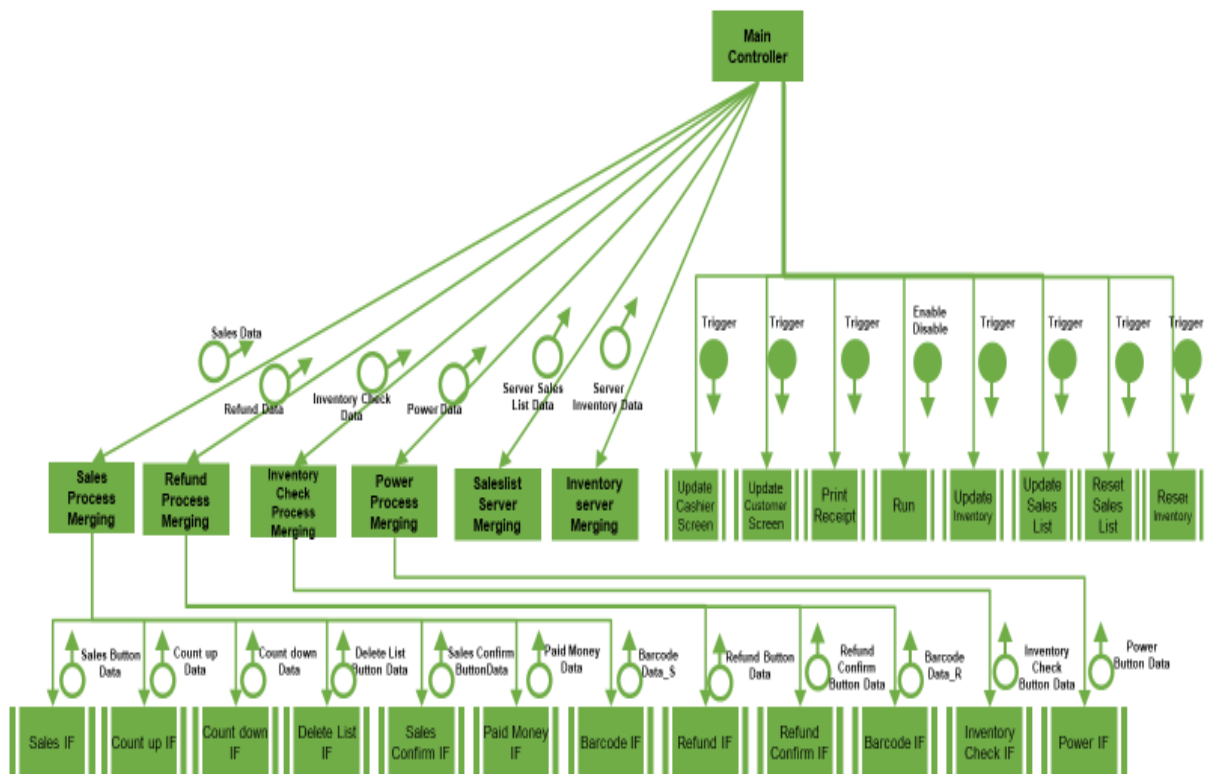 Main
Controller
Sales Data
Refund Data
Inventory Check
Data
Power Data
Server Sales
List Data
Server
Inventory Data
Trigger
Trigger
Trigger
Enable
Disable
Trigger
Trigger
Trigger
Trigger
Sales
Process
Merging
Refund
Process
Merging
Inventory
Check
Process
Merging
Power
Process
Merging
Saleslist
Server
Merging
Inventory
server
Merging
Update
Cashier
Screen
Update
Customer
Screen
Print
Receipt
Run
Update
Inventory
Update
Sales
List
Reset
Sales
List
Reset
Inventory
Sales Button
Data
Count up
Data
Count down
Data
Delete List
Button Data
Sales Confirm
ButtonData
Paid Money
Data
Barcode
Data_S
Refund Button
Data
Refund
Confirm
Button Data
Barcode
Data_R
Inventory
Check
Button Data
Power
Button Data
Sales IF
Count up IF
Count down
IF
Delete List
IF
Sales
Confirm IF
Paid Money
IF
Barcode IF
Refund IF
Refund
Confirm IF
Barcode IF
Inventory
Check IF
Power IF